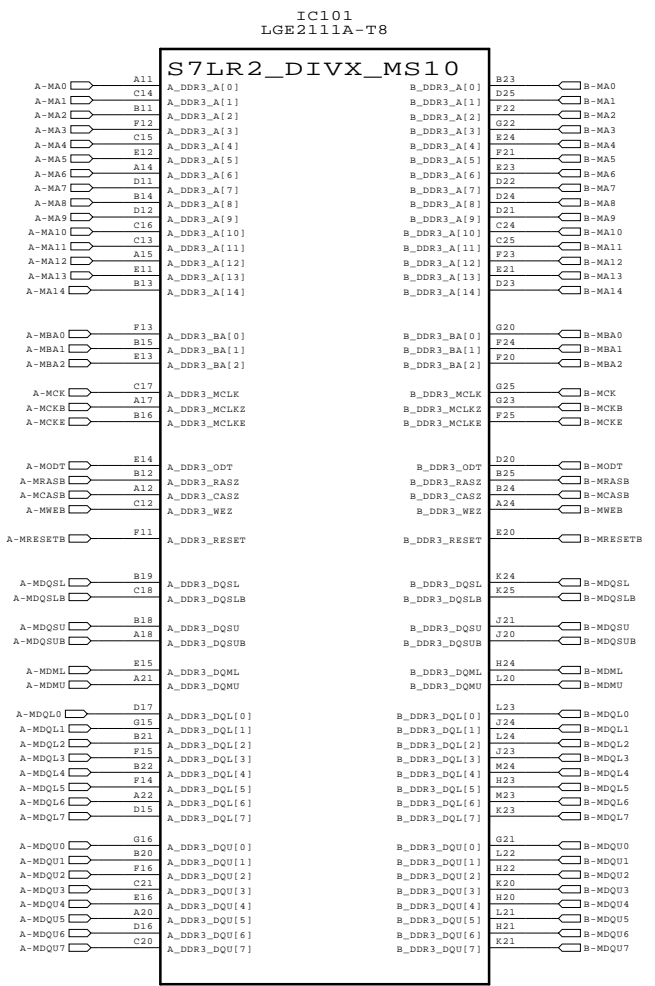 IC101
LGE2111A-T8
S7LR2_DIVX_MS10
A-MA0 A11 A_DDR3_A[0] B_DDR3_A[0] B23 B-MA0
A-MA1 C14 A_DDR3_A[1] B_DDR3_A[1] D25 B-MA1
A-MA2 B11 A_DDR3_A[2] B_DDR3_A[2] F22 B-MA2
A-MA3 F12 A_DDR3_A[3] B_DDR3_A[3] G22 B-MA3
A-MA4 C15 A_DDR3_A[4] B_DDR3_A[4] E24 B-MA4
A-MA5 E12 A_DDR3_A[5] B_DDR3_A[5] F21 B-MA5
A-MA6 A14 A_DDR3_A[6] B_DDR3_A[6] E23 B-MA6
A-MA7 D11 A_DDR3_A[7] B_DDR3_A[7] D22 B-MA7
A-MA8 B14 A_DDR3_A[8] B_DDR3_A[8] D24 B-MA8
A-MA9 D12 A_DDR3_A[9] B_DDR3_A[9] D21 B-MA9
A-MA10 C16 A_DDR3_A[10] B_DDR3_A[10] C24 B-MA10
A-MA11 C13 A_DDR3_A[11] B_DDR3_A[11] C25 B-MA11
A-MA12 A15 A_DDR3_A[12] B_DDR3_A[12] F23 B-MA12
A-MA13 E11 A_DDR3_A[13] B_DDR3_A[13] E21 B-MA13
A-MA14 B13 A_DDR3_A[14] B_DDR3_A[14] D23 B-MA14
A-MBA0 F13 A_DDR3_BA[0] B_DDR3_BA[0] G20 B-MBA0
A-MBA1 B15 A_DDR3_BA[1] B_DDR3_BA[1] F24 B-MBA1
A-MBA2 E13 A_DDR3_BA[2] B_DDR3_BA[2] F20 B-MBA2
A-MCK C17 A_DDR3_MCLK B_DDR3_MCLK G25 B-MCK
A-MCKB A17 A_DDR3_MCLKZ B_DDR3_MCLKZ G23 B-MCKB
A-MCKE B16 A_DDR3_MCLKE B_DDR3_MCLKE F25 B-MCKE
A-MODT E14 A_DDR3_ODT B_DDR3_ODT D20 B-MODT
A-MRASB B12 A_DDR3_RASZ B_DDR3_RASZ B25 B-MRASB
A-MCASB A12 A_DDR3_CASZ B_DDR3_CASZ B24 B-MCASB
A-MWEB C12 A_DDR3_WEZ B_DDR3_WEZ A24 B-MWEB
A-MRESETB F11 A_DDR3_RESET B_DDR3_RESET E20 B-MRESETB
A-MDQSL B19 A_DDR3_DQSL B_DDR3_DQSL K24 B-MDQSL
A-MDQSLB C18 A_DDR3_DQSLB B_DDR3_DQSLB K25 B-MDQSLB
A-MDQSU B18 A_DDR3_DQSU B_DDR3_DQSU J21 B-MDQSU
A-MDQSUB A18 A_DDR3_DQSUB B_DDR3_DQSUB J20 B-MDQSUB
A-MDML E15 A_DDR3_DQML B_DDR3_DQML H24 B-MDML
A-MDMU A21 A_DDR3_DQMU B_DDR3_DQMU L20 B-MDMU
A-MDQL0 D17 A_DDR3_DQL[0] B_DDR3_DQL[0] L23 B-MDQL0
A-MDQL1 G15 A_DDR3_DQL[1] B_DDR3_DQL[1] J24 B-MDQL1
A-MDQL2 B21 A_DDR3_DQL[2] B_DDR3_DQL[2] L24 B-MDQL2
A-MDQL3 F15 A_DDR3_DQL[3] B_DDR3_DQL[3] J23 B-MDQL3
A-MDQL4 B22 A_DDR3_DQL[4] B_DDR3_DQL[4] M24 B-MDQL4
A-MDQL5 F14 A_DDR3_DQL[5] B_DDR3_DQL[5] H23 B-MDQL5
A-MDQL6 A22 A_DDR3_DQL[6] B_DDR3_DQL[6] M23 B-MDQL6
A-MDQL7 D15 A_DDR3_DQL[7] B_DDR3_DQL[7] K23 B-MDQL7
A-MDQU0 G16 A_DDR3_DQU[0] B_DDR3_DQU[0] G21 B-MDQU0
A-MDQU1 B20 A_DDR3_DQU[1] B_DDR3_DQU[1] L22 B-MDQU1
A-MDQU2 F16 A_DDR3_DQU[2] B_DDR3_DQU[2] H22 B-MDQU2
A-MDQU3 C21 A_DDR3_DQU[3] B_DDR3_DQU[3] K20 B-MDQU3
A-MDQU4 E16 A_DDR3_DQU[4] B_DDR3_DQU[4] H20 B-MDQU4
A-MDQU5 A20 A_DDR3_DQU[5] B_DDR3_DQU[5] L21 B-MDQU5
A-MDQU6 D16 A_DDR3_DQU[6] B_DDR3_DQU[6] H21 B-MDQU6
A-MDQU7 C20 A_DDR3_DQU[7] B_DDR3_DQU[7] K21 B-MDQU7